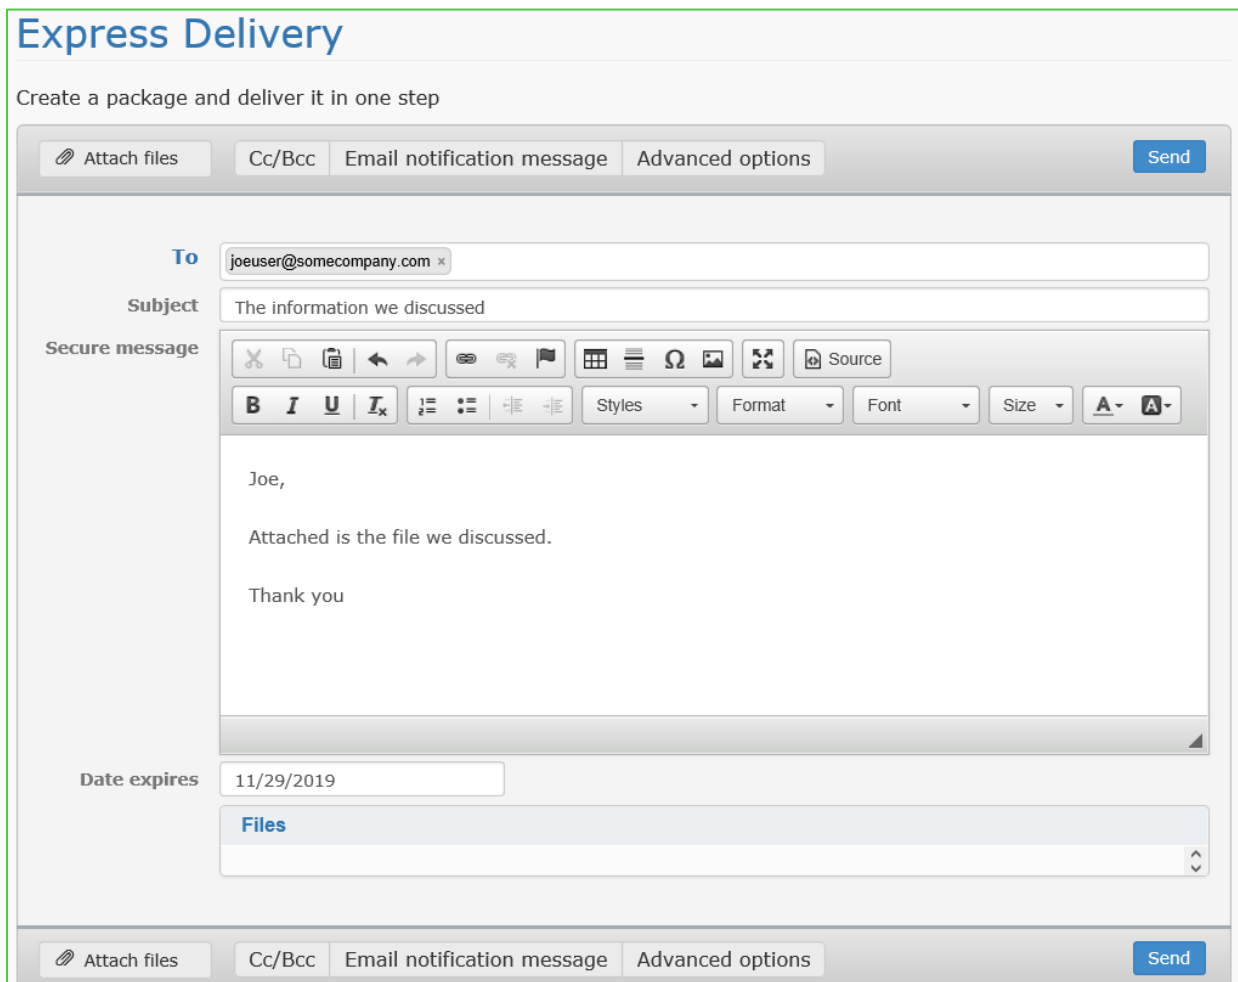 Express Delivery
Create a package and deliver it in one step
Attach files Cc/Bcc Email notification message Advanced options Send
To joeuser@somecompany.com ×
Subject The information we discussed
Secure message
Source
B I U Tx Styles Format Font Size A A
Joe,
Attached is the file we discussed.
Thank you
Date expires 11/29/2019
Files
Attach files Cc/Bcc Email notification message Advanced options Send